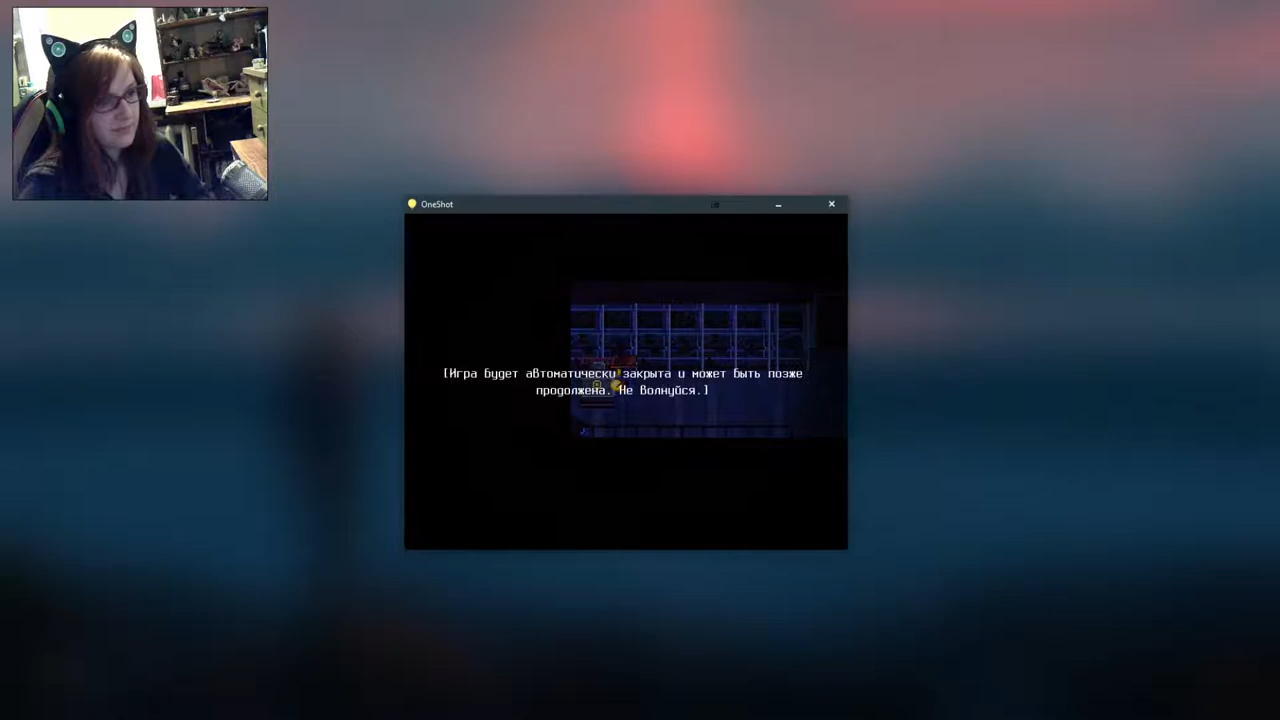 OneShot
[Игра будет автоматически закрыта и может быть позже
продолжена. Не волнуйся.]